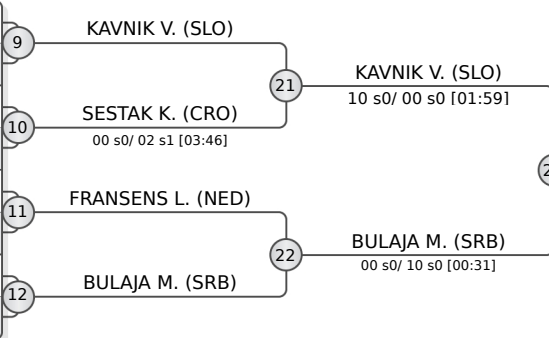 KAVNIK V. (SLO)
9
21
KAVNIK V. (SLO)
10 s0/ 00 s0 [01:59]
SESTAK K. (CRO)
10
00 s0/ 02 s1 [03:46]
FRANSENS L. (NED)
11
22
BULAJA M. (SRB)
00 s0/ 10 s0 [00:31]
BULAJA M. (SRB)
12